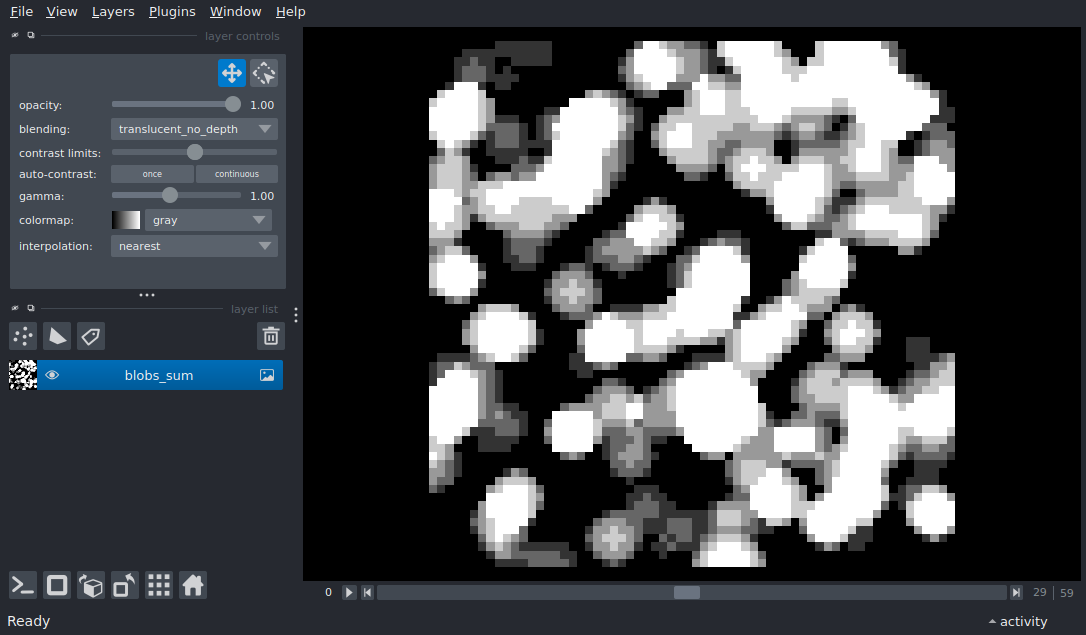 File View Layers Plugins Window Help
layer controls
opacity: 1.00
blending: translucent_no_depth
contrast limits:
auto-contrast: once continuous
gamma: 1.00
colormap: gray
interpolation: nearest
layer list
blobs_sum
0 29 | 59
Ready activity